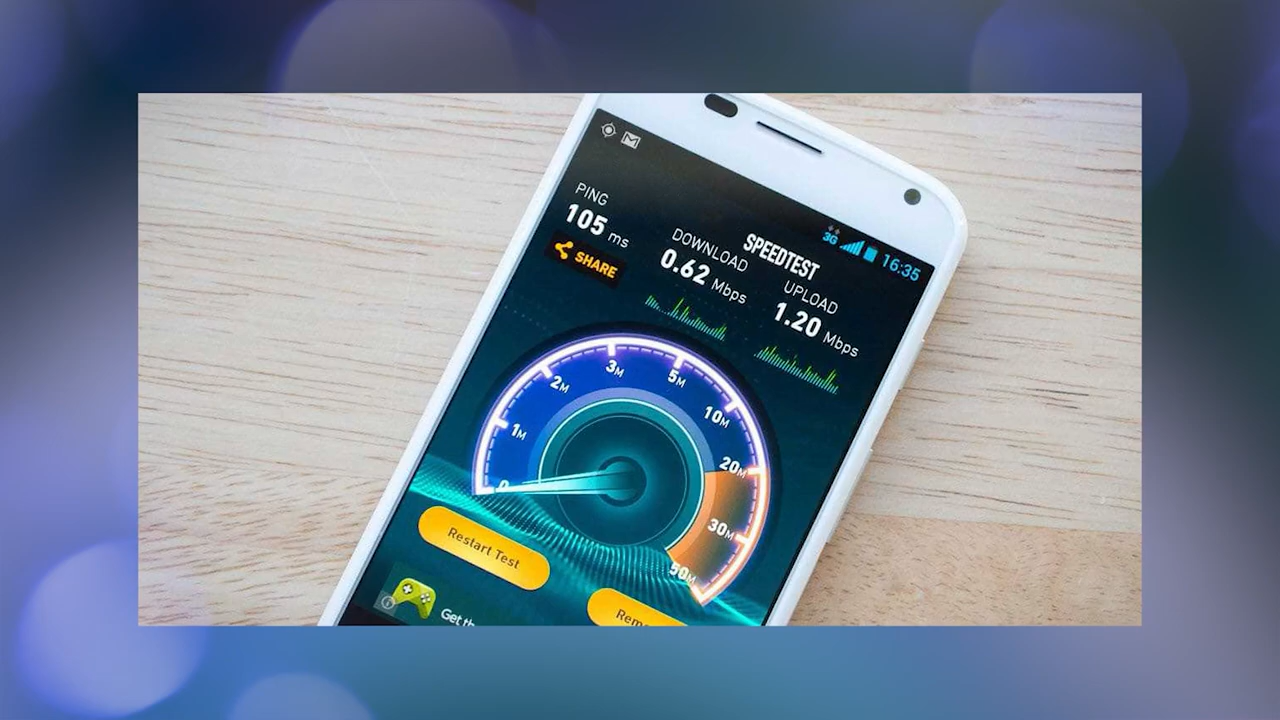 3G 16:35
SPEEDTEST
PING
105 ms
SHARE
DOWNLOAD
0.62 Mbps
UPLOAD
1.20 Mbps
0
1M
2M
3M
5M
10M
20M
30M
50M
Restart Test
Get